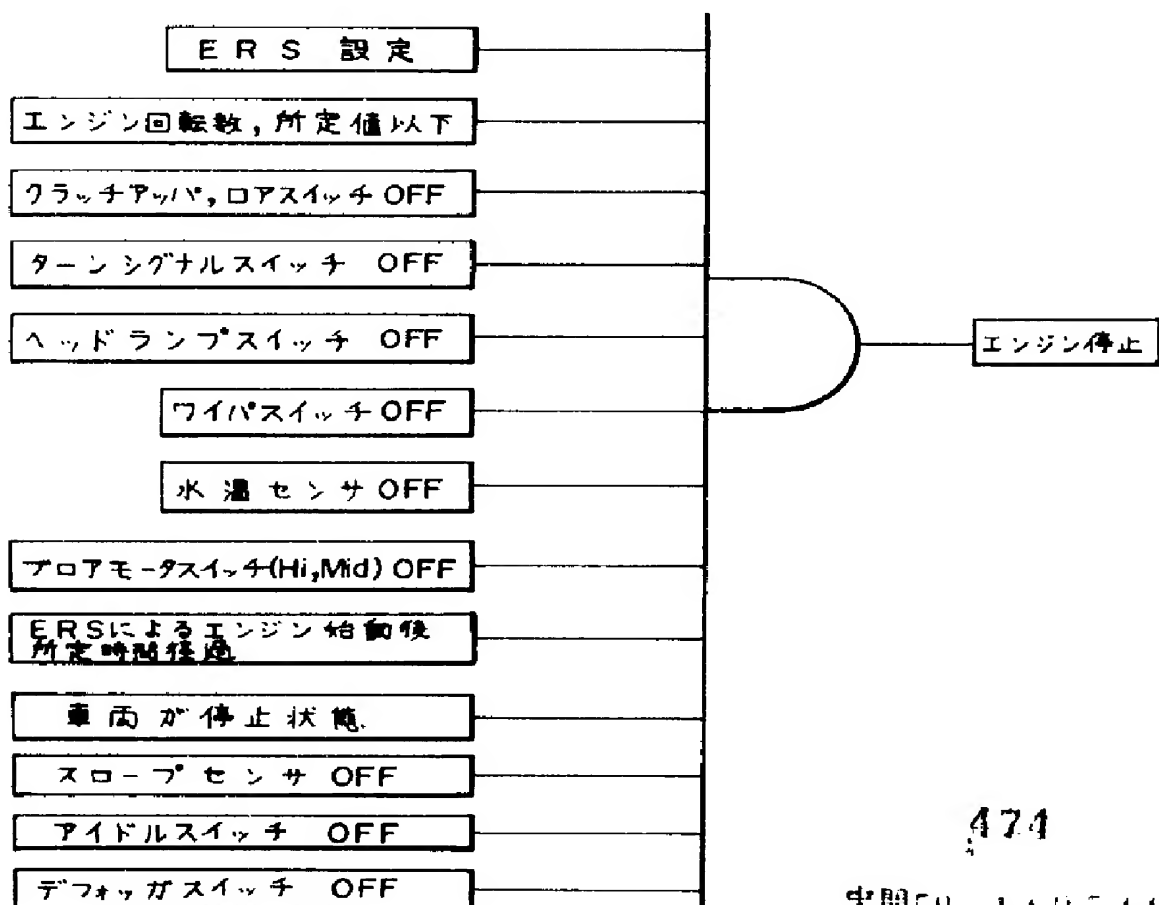 ERS 設定
エンジン回転数,所定値以下
クラッチアッパ,ロアスイッチ OFF
ターンシグナルスイッチ OFF
ヘッドランプスイッチ OFF
ワイパスイッチ OFF
水温センサ OFF
ブロアモータスイッチ(Hi,Mid) OFF
ERSによるエンジン始動後
所定時間経過
車両が停止状態
スロープセンサ OFF
アイドルスイッチ OFF
デフォッガスイッチ OFF
エンジン停止
474